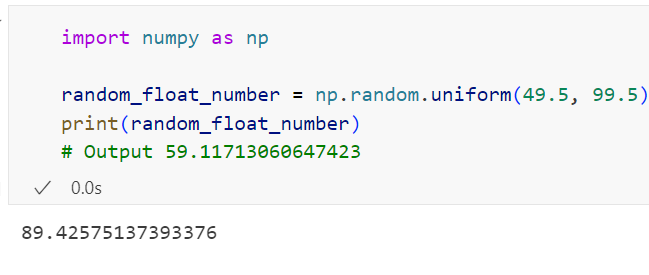 import numpy as np
random_float_number = np.random.uniform(49.5, 99.5)
print(random_float_number)
# Output 59.11713060647423
✓ 0.0s
89.42575137393376